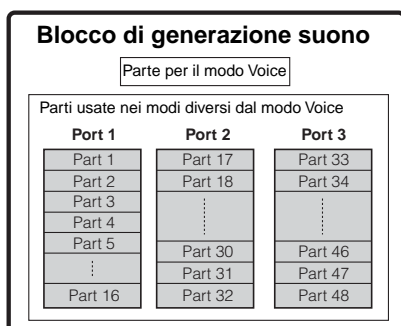 Blocco di generazione suono
Parte per il modo Voice
Parti usate nei modi diversi dal modo Voice
Port 1 Port 2 Port 3
Part 1 Part 17 Part 33
Part 2 Part 18 Part 34
Part 3
Part 4
Part 5
Part 30 Part 46
Part 31 Part 47
Part 16 Part 32 Part 48